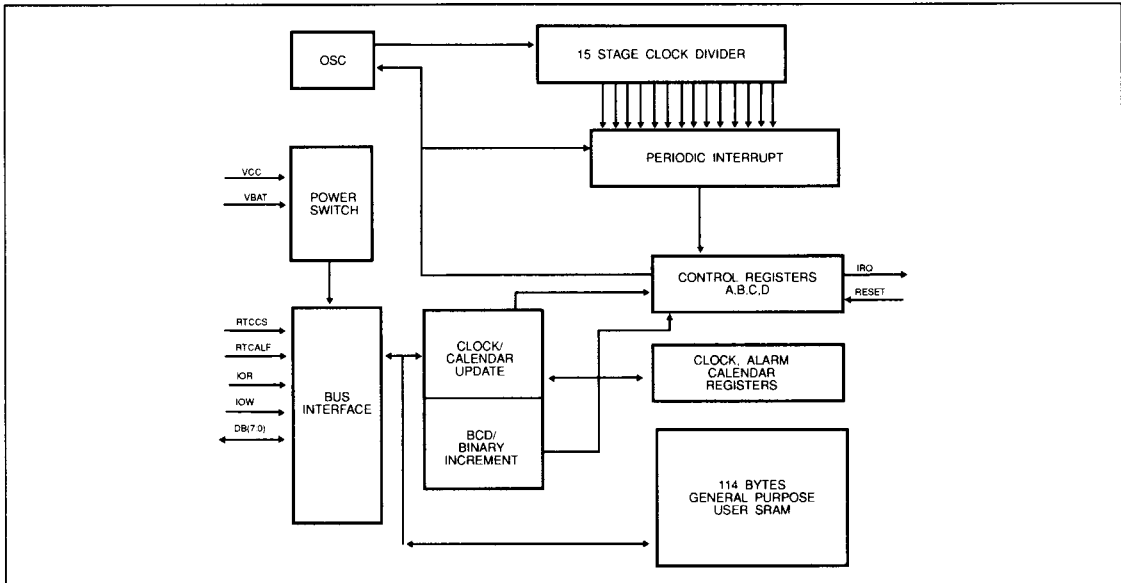 OSC
15 STAGE CLOCK DIVIDER
PERIODIC INTERRUPT
VCC
VBAT
POWER
SWITCH
CONTROL REGISTERS
A,B,C,D
IRQ
RESET
RTCCS
RTCALF
IOR
IOW
DB(7:0)
BUS
INTERFACE
CLOCK/
CALENDAR
UPDATE
BCD/
BINARY
INCREMENT
CLOCK, ALARM
CALENDAR
REGISTERS
114 BYTES
GENERAL PURPOSE
USER SRAM